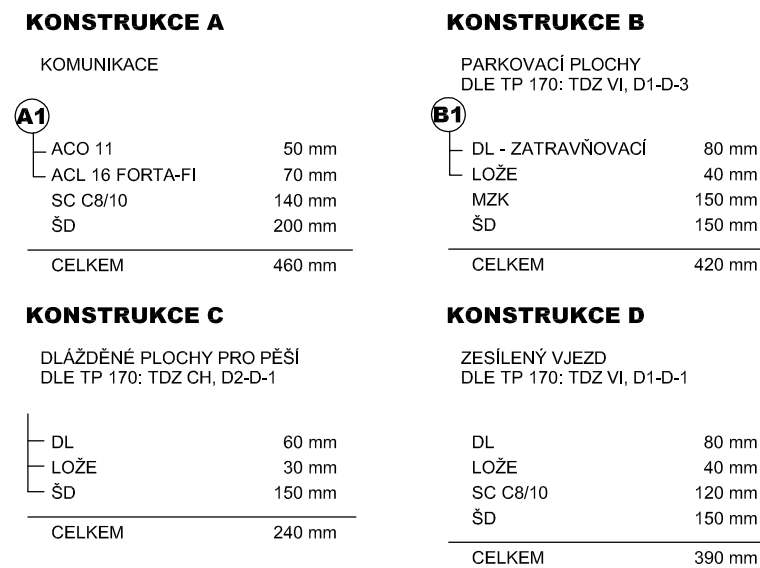 KONSTRUKCE A
KOMUNIKACE
A1
ACO 11 50 mm
ACL 16 FORTA-FI 70 mm
SC C8/10 140 mm
ŠD 200 mm
CELKEM 460 mm
KONSTRUKCE B
PARKOVACÍ PLOCHY
DLE TP 170: TDZ VI, D1-D-3
B1
DL - ZATRAVŇOVACÍ 80 mm
LOŽE 40 mm
MZK 150 mm
ŠD 150 mm
CELKEM 420 mm
KONSTRUKCE C
DLÁŽDĚNÉ PLOCHY PRO PĚŠÍ
DLE TP 170: TDZ CH, D2-D-1
DL 60 mm
LOŽE 30 mm
ŠD 150 mm
CELKEM 240 mm
KONSTRUKCE D
ZESÍLENÝ VJEZD
DLE TP 170: TDZ VI, D1-D-1
DL 80 mm
LOŽE 40 mm
SC C8/10 120 mm
ŠD 150 mm
CELKEM 390 mm